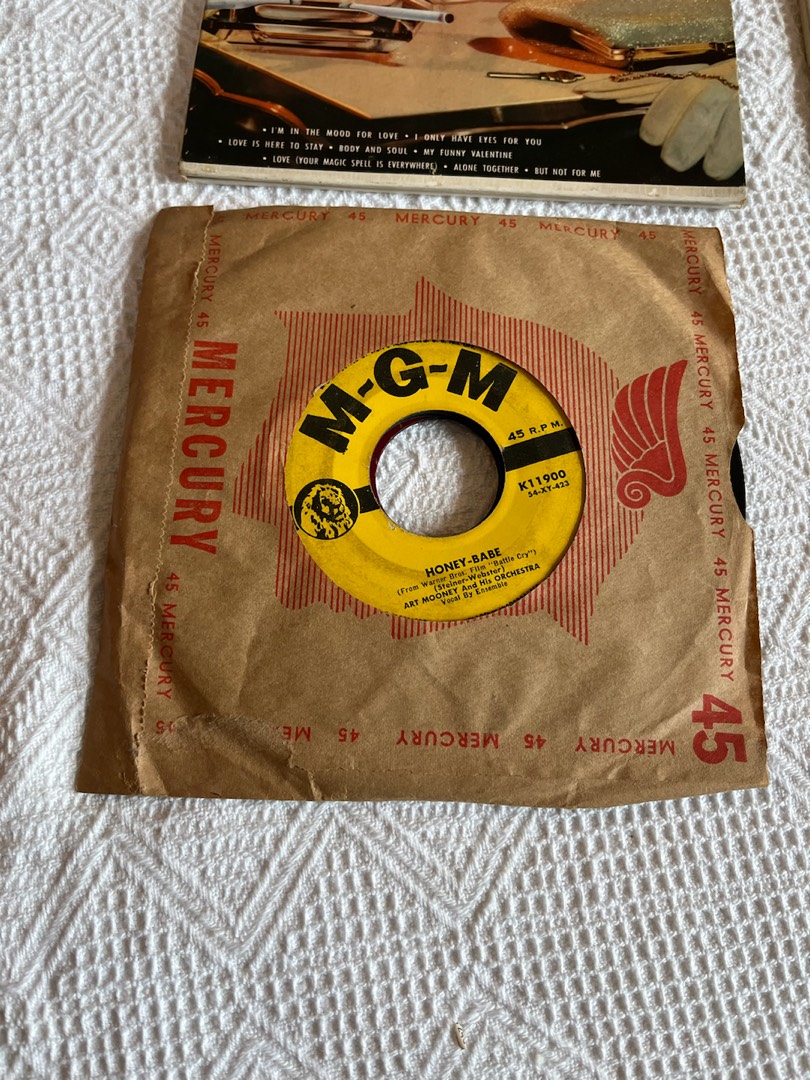 • I'M IN THE MOOD FOR LOVE • I ONLY HAVE EYES FOR YOU
• LOVE IS HERE TO STAY • BODY AND SOUL • MY FUNNY VALENTINE
• LOVE (YOUR MAGIC SPELL IS EVERYWHERE) • ALONE TOGETHER • BUT NOT FOR ME
MERCURY 45 MERCURY 45 MERCURY 45
MERCURY 45
MERCURY
45 MERCURY
MERCURY
45 MERCURY
45 MERCURY
45 MERCURY
45
M-G-M
45 R.P.M.
K11900
54-XY-423
HONEY-BABE
(From Warner Bros. Film "Battle Cry")
(Steiner-Webster)
ART MOONEY And His ORCHESTRA
Vocal By Ensemble
MERCURY 45 MERCURY 45 ME
45